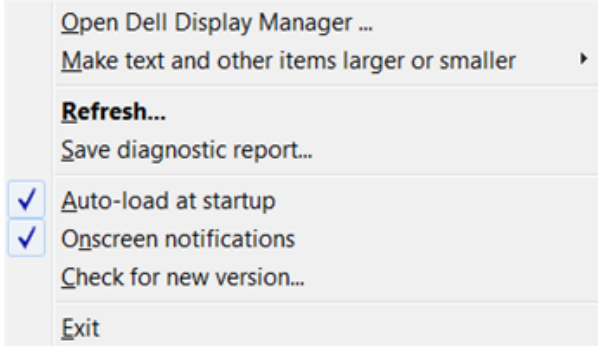 Open Dell Display Manager ...
Make text and other items larger or smaller
Refresh...
Save diagnostic report...
Auto-load at startup
Onscreen notifications
Check for new version...
Exit